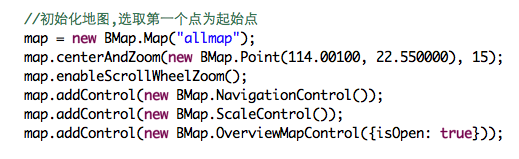 //初始化地图,选取第一个点为起始点
map = new BMap.Map("allmap");
map.centerAndZoom(new BMap.Point(114.00100, 22.550000), 15);
map.enableScrollWheelZoom();
map.addControl(new BMap.NavigationControl());
map.addControl(new BMap.ScaleControl());
map.addControl(new BMap.OverviewMapControl({isOpen: true}));